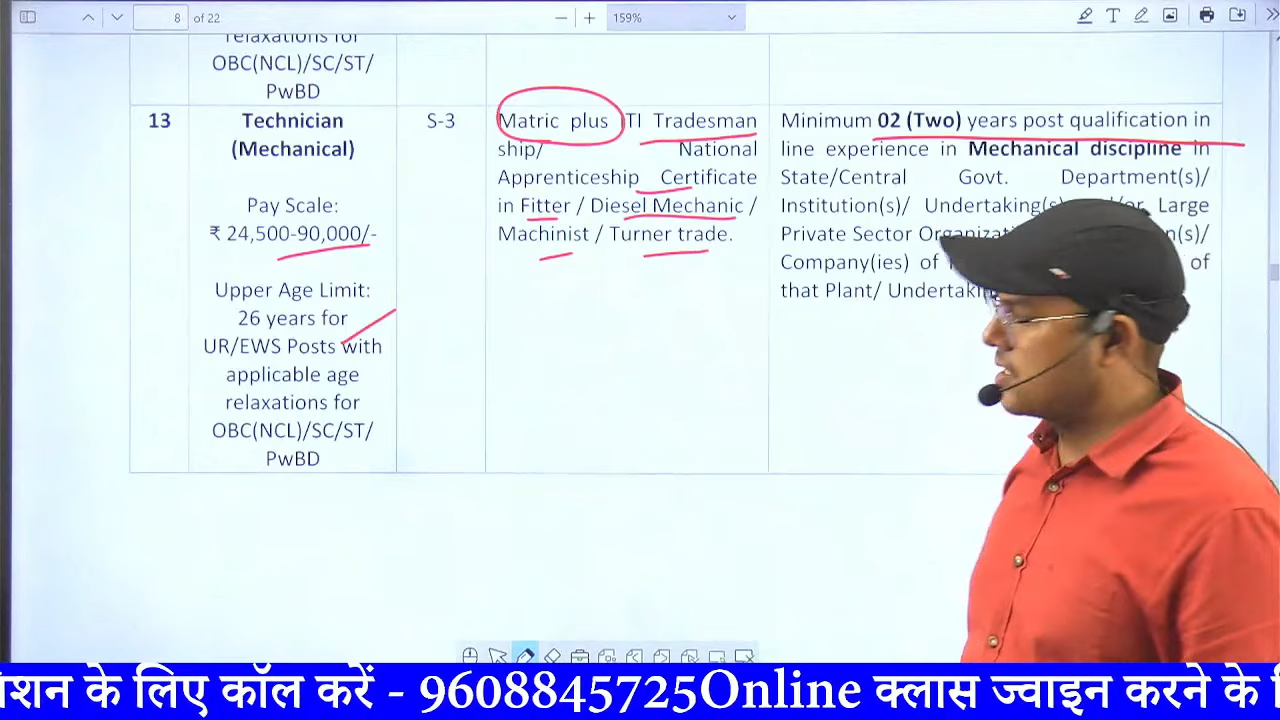 8 of 22
159%
relaxations for
OBC(NCL)/SC/ST/
PwBD
13
Technician
(Mechanical)
Pay Scale:
₹ 24,500-90,000/-
Upper Age Limit:
26 years for
UR/EWS Posts with
applicable age
relaxations for
OBC(NCL)/SC/ST/
PwBD
S-3
Matric plus TI Tradesman
ship/ National
Apprenticeship Certificate
in Fitter / Diesel Mechanic /
Machinist / Turner trade.
Minimum 02 (Two) years post qualification in
line experience in Mechanical discipline in
State/Central Govt. Department(s)/
Institution(s)/ Undertaking(s) Large
Private Sector
Company(ies) of of
that Plant/
के लिए कॉल करें - 9608845725Online क्लास ज्वाइन करने के